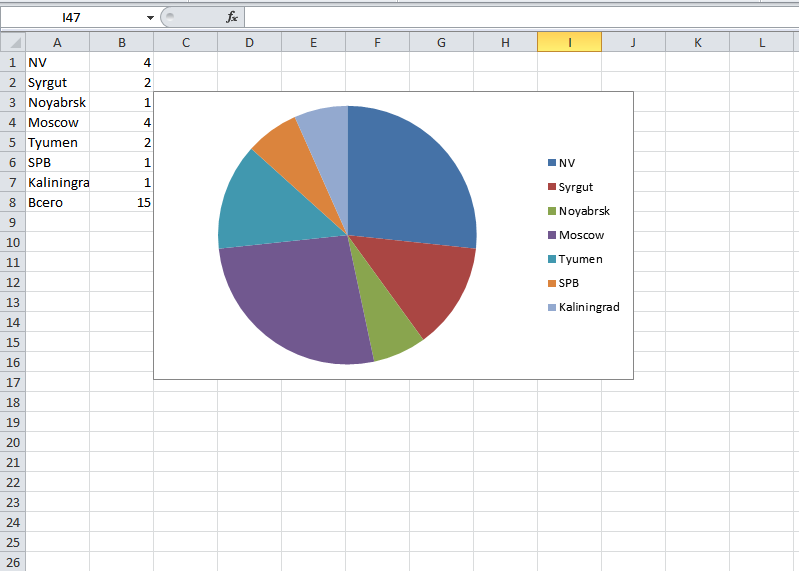 I47 fx
A B C D E F G H I J K L
1 NV 4
2 Syrgut 2
3 Noyabrsk 1
4 Moscow 4
5 Tyumen 2
6 SPB 1
7 Kaliningra 1
8 Всего 15
9
10
11
12
13
14
15
16
17
18
19
20
21
22
23
24
25
26
NV
Syrgut
Noyabrsk
Moscow
Tyumen
SPB
Kaliningrad